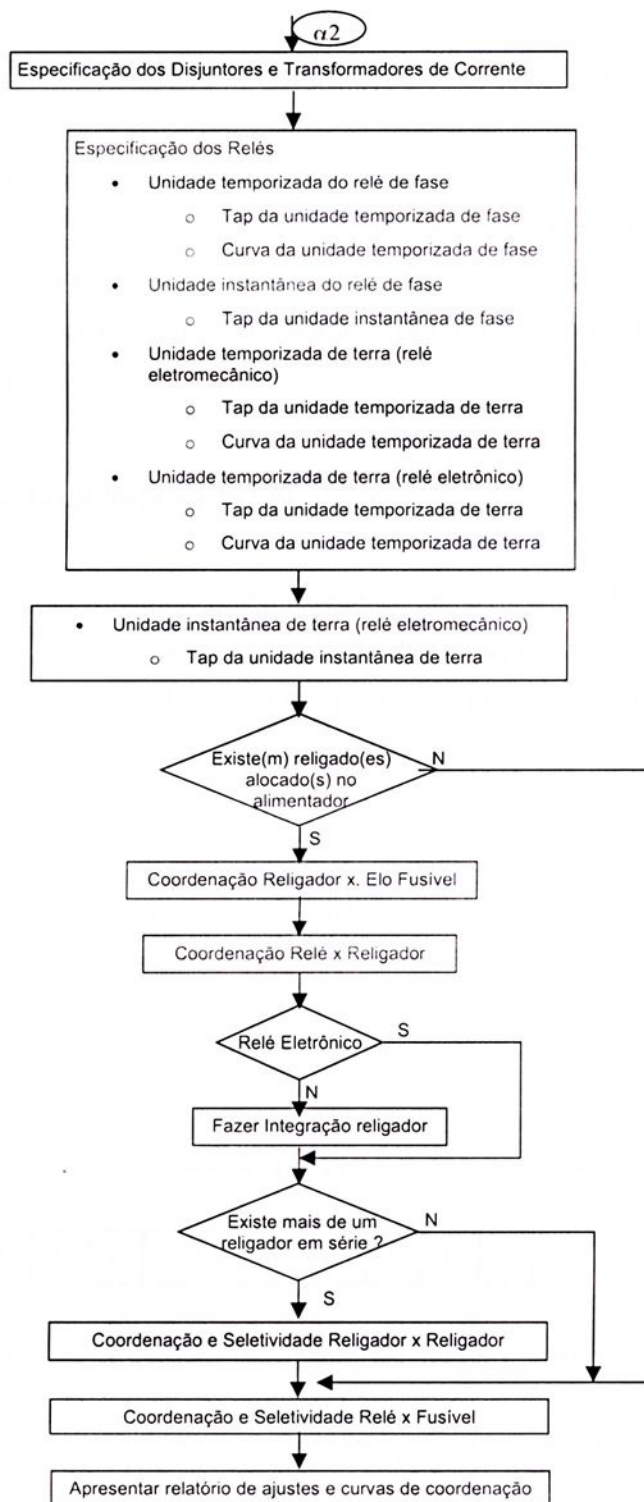 α2
Especificação dos Disjuntores e Transformadores de Corrente
Especificação dos Relés
• Unidade temporizada do relé de fase
o Tap da unidade temporizada de fase
o Curva da unidade temporizada de fase
• Unidade instantânea do relé de fase
o Tap da unidade instantânea de fase
• Unidade temporizada de terra (relé
eletromecânico)
o Tap da unidade temporizada de terra
o Curva da unidade temporizada de terra
• Unidade temporizada de terra (relé eletrônico)
o Tap da unidade temporizada de terra
o Curva da unidade temporizada de terra
• Unidade instantânea de terra (relé eletromecânico)
o Tap da unidade instantânea de terra
Existe(m) religado(es)
alocado(s) no
alimentador
N
S
Coordenação Religador x. Elo Fusível
Coordenação Relé x Religador
Relé Eletrônico
S
N
Fazer Integração religador
Existe mais de um
religador em série ?
N
S
Coordenação e Seletividade Religador x Religador
Coordenação e Seletividade Relé x Fusível
Apresentar relatório de ajustes e curvas de coordenação